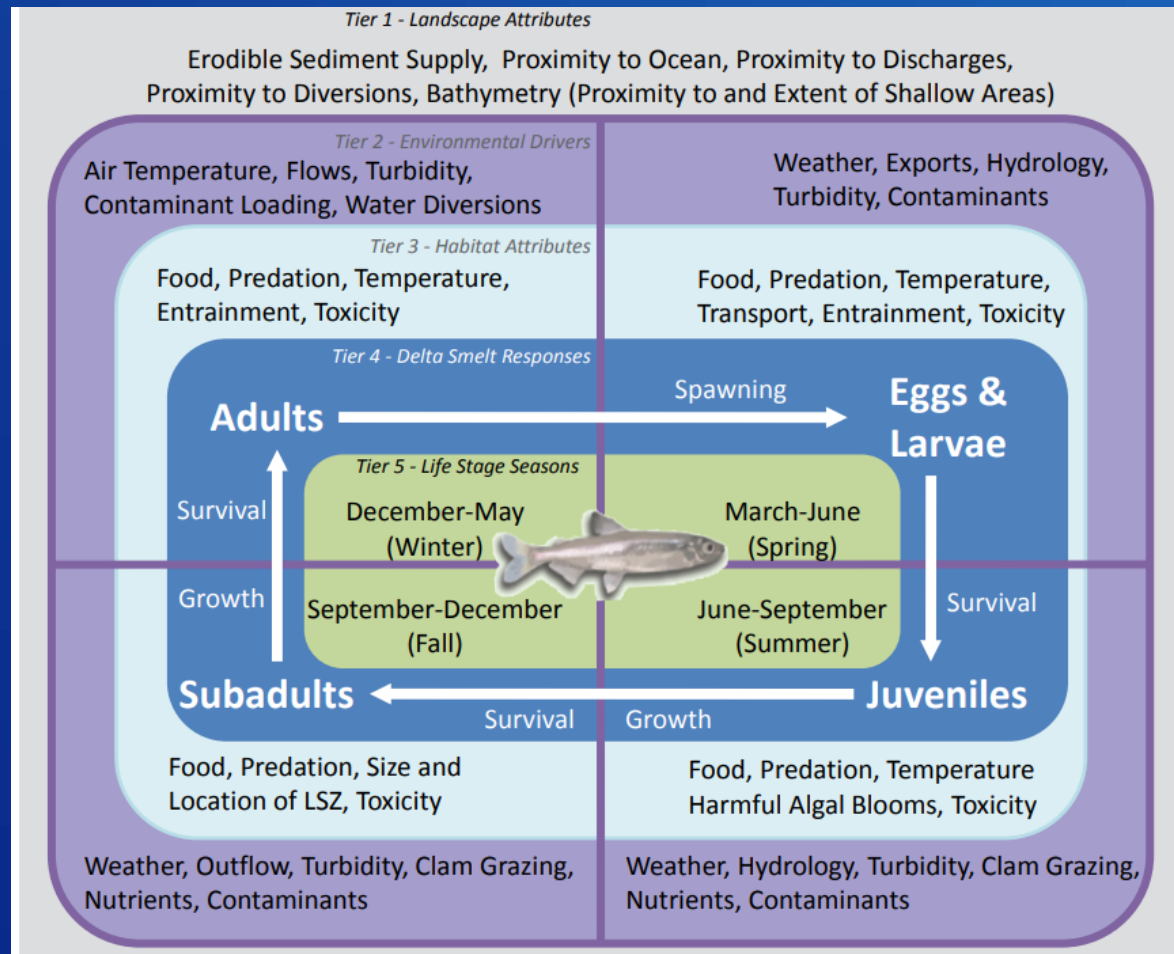 Tier 1 - Landscape Attributes
Erodible Sediment Supply, Proximity to Ocean, Proximity to Discharges,
Proximity to Diversions, Bathymetry (Proximity to and Extent of Shallow Areas)
Tier 2 - Environmental Drivers
Air Temperature, Flows, Turbidity,
Contaminant Loading, Water Diversions
Weather, Exports, Hydrology,
Turbidity, Contaminants
Tier 3 - Habitat Attributes
Food, Predation, Temperature,
Entrainment, Toxicity
Food, Predation, Temperature,
Transport, Entrainment, Toxicity
Tier 4 - Delta Smelt Responses
Adults
Spawning
Eggs &
Larvae
Tier 5 - Life Stage Seasons
Survival
December-May
(Winter)
March-June
(Spring)
Growth
September-December
(Fall)
June-September
(Summer)
Survival
Subadults
Survival
Growth
Juveniles
Food, Predation, Size and
Location of LSZ, Toxicity
Food, Predation, Temperature
Harmful Algal Blooms, Toxicity
Weather, Outflow, Turbidity, Clam Grazing,
Nutrients, Contaminants
Weather, Hydrology, Turbidity, Clam Grazing,
Nutrients, Contaminants